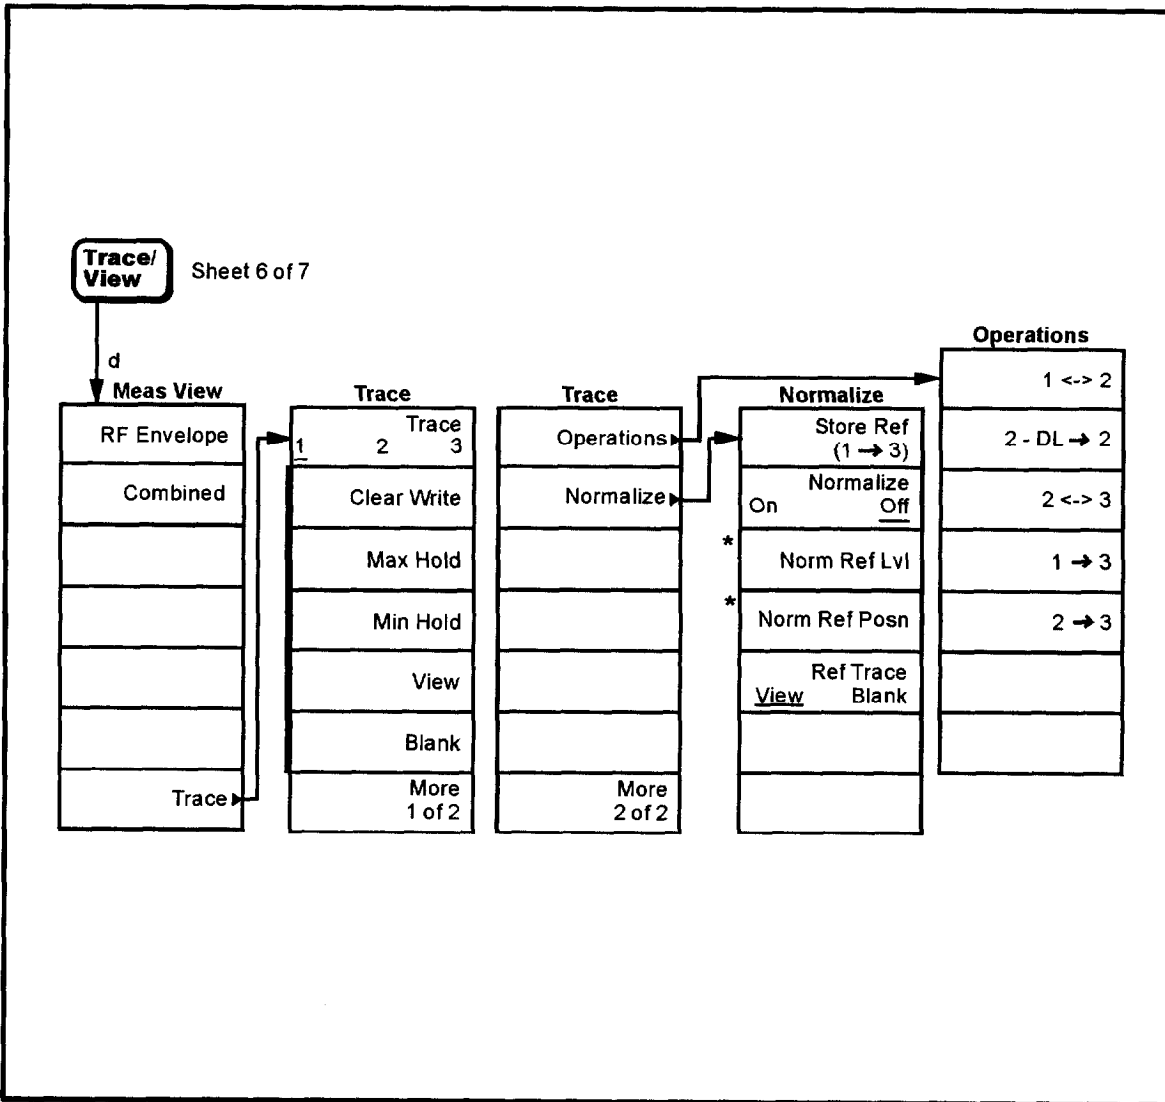 Trace/
View
Sheet 6 of 7
d
Meas View
RF Envelope
Combined
Trace
Trace
Trace
1 2 3
Clear Write
Max Hold
Min Hold
View
Blank
More
1 of 2
Trace
Operations
Normalize
More
2 of 2
Normalize
Store Ref
(1 → 3)
Normalize
On Off
*
Norm Ref Lvl
*
Norm Ref Posn
Ref Trace
View Blank
Operations
1 <-> 2
2 - DL → 2
2 <-> 3
1 → 3
2 → 3